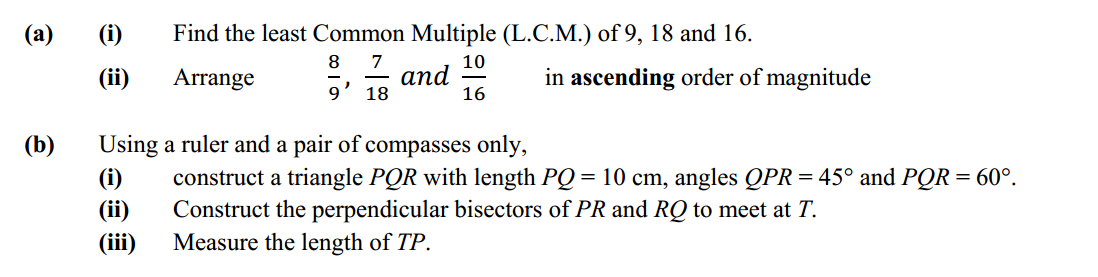 (a) (i) Find the least Common Multiple (L.C.M.) of 9, 18 and 16.
(ii) Arrange 8/9, 7/18 and 10/16 in ascending order of magnitude
(b) Using a ruler and a pair of compasses only,
(i) construct a triangle PQR with length PQ = 10 cm, angles QPR = 45° and PQR = 60°.
(ii) Construct the perpendicular bisectors of PR and RQ to meet at T.
(iii) Measure the length of TP.